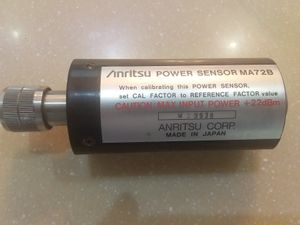 Anritsu POWER SENSOR MA72B
When calibrating this POWER SENSOR,
set CAL FACTOR to REFERENCE FACTOR value
CAUTION: MAX INPUT POWER +22dBm
ANRITSU CORP.
MADE IN JAPAN